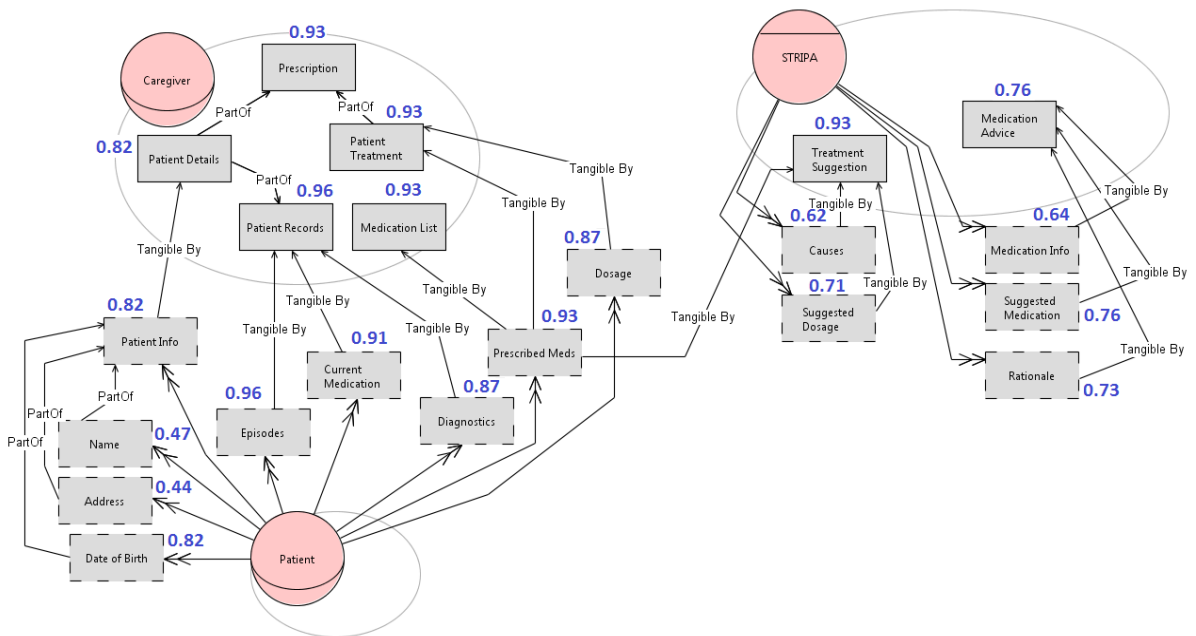 0.93
Caregiver
Prescription
PartOf
PartOf
0.93
0.82
Patient Details
Patient
Treatment
PartOf
0.96
0.93
Patient Records
Medication List
Tangible By
Tangible By
Tangible By
0.87
Dosage
Tangible By
Tangible By
Tangible By
Tangible By
0.82
Patient Info
0.91
Current
Medication
0.93
Prescribed Meds
Tangible By
PartOf
PartOf
PartOf
Name
0.47
0.96
Episodes
0.87
Diagnostics
Address
0.44
Date of Birth
0.82
Patient
STRIPA
0.76
Medication
Advice
0.93
Treatment
Suggestion
Tangible By
Tangible By
0.62
Causes
0.64
Medication Info
0.71
Suggested
Dosage
Tangible By
Suggested
Medication
Tangible By
0.76
Tangible By
Rationale
0.73